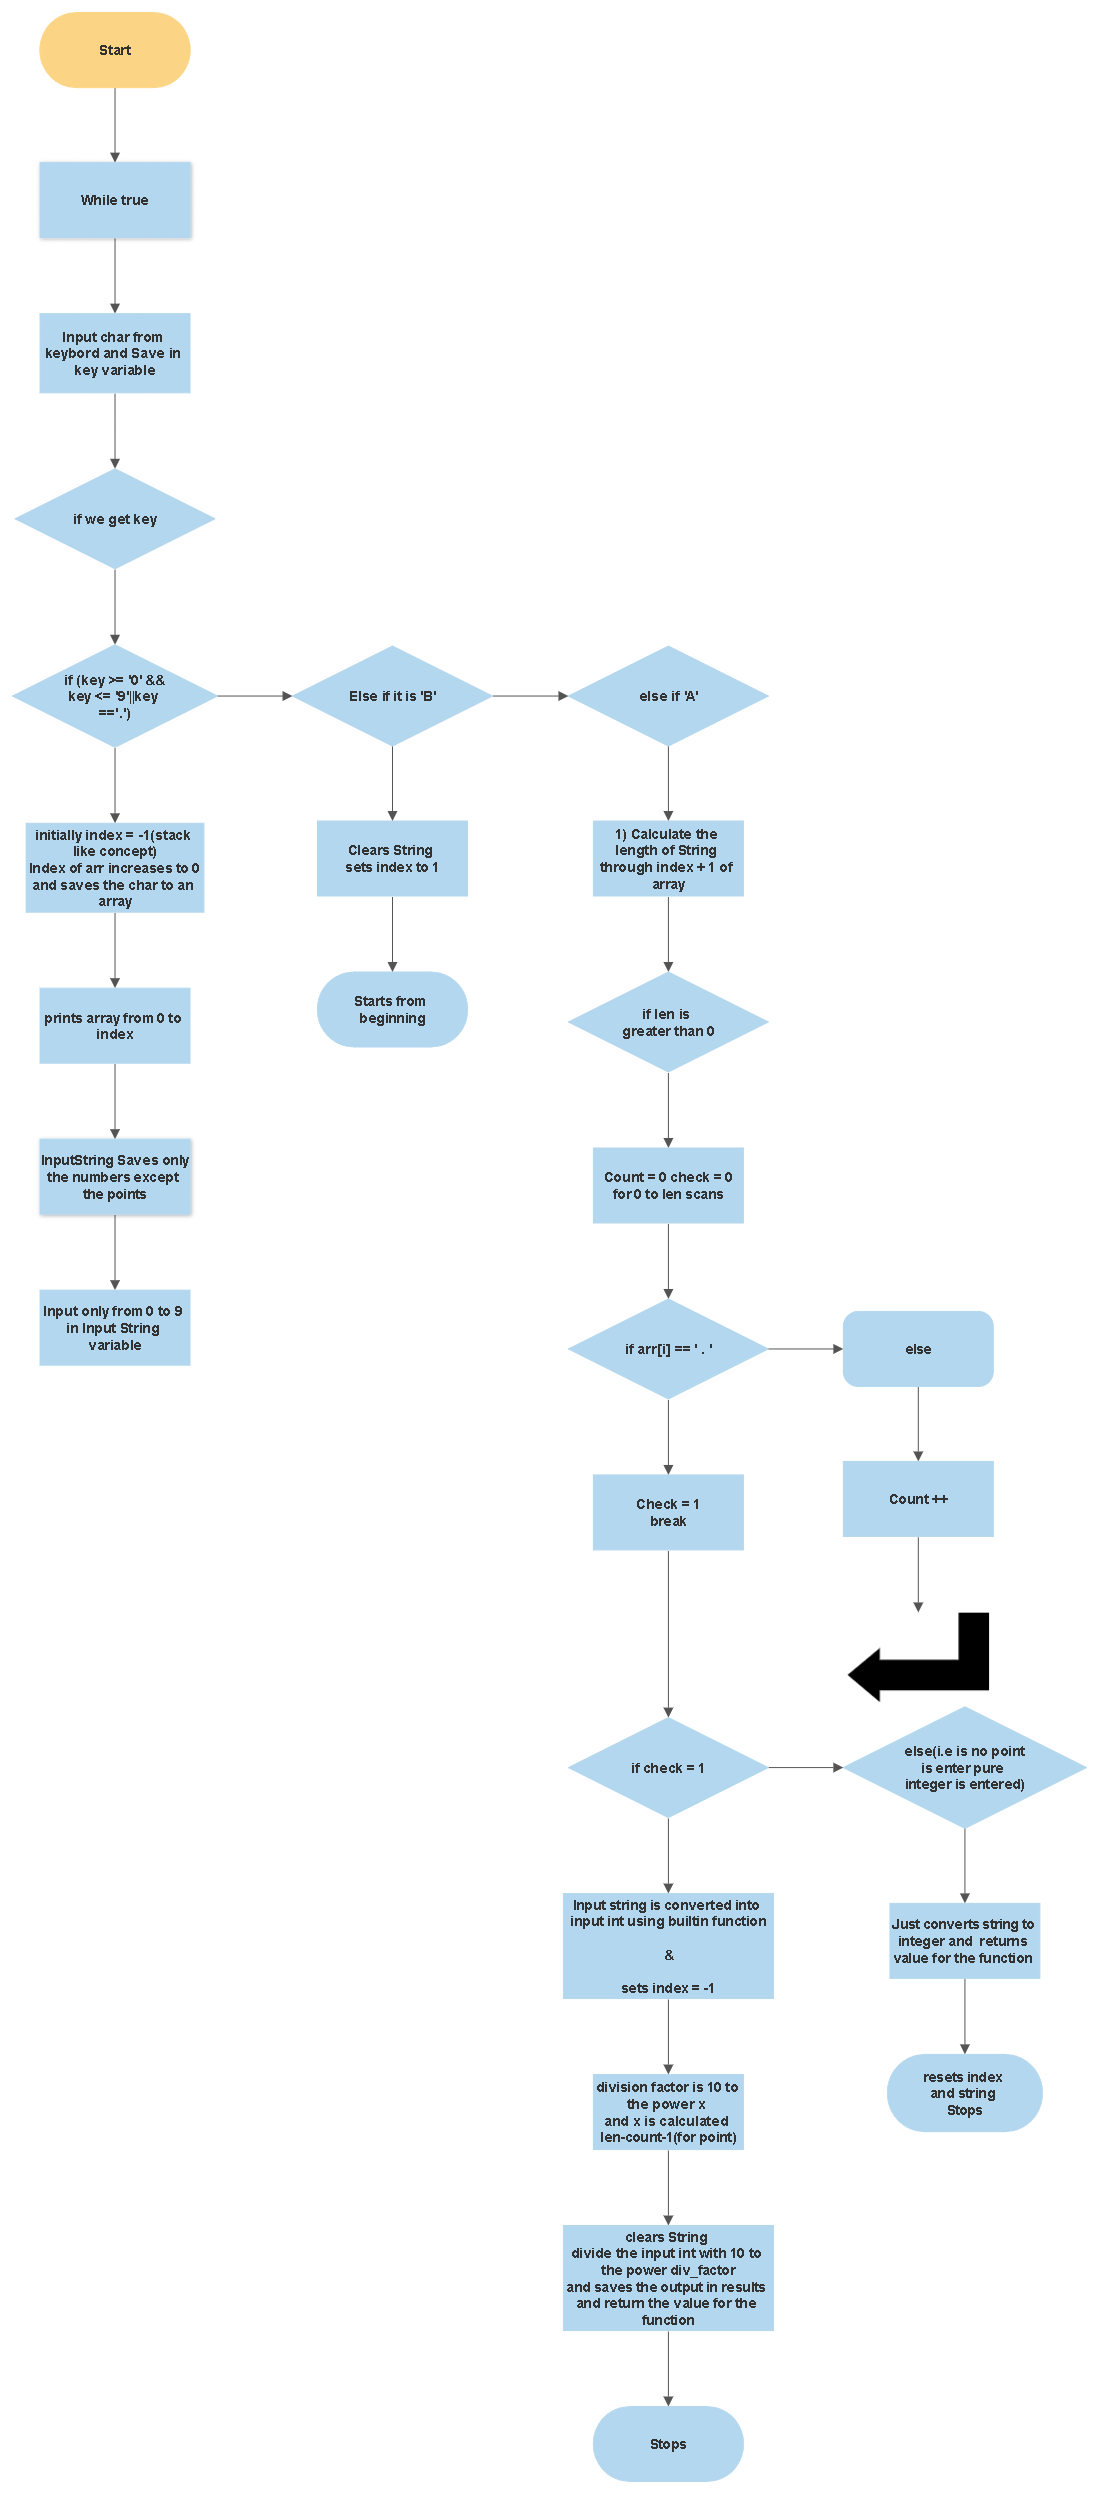 Start
While true
Input char from
keybord and Save in
key variable
if we get key
if (key >= '0' &&
key <= '9'||key
=='.')
Else if it is 'B'
else if 'A'
initially index = -1(stack
like concept)
Index of arr increases to 0
and saves the char to an
array
Clears String
sets index to 1
1) Calculate the
length of String
through index + 1 of
array
prints array from 0 to
index
Starts from
beginning
if len is
greater than 0
InputString Saves only
the numbers except
the points
Count = 0 check = 0
for 0 to len scans
Input only from 0 to 9
in Input String
variable
if arr[i] == ' . '
else
Check = 1
break
Count ++
if check = 1
else(i.e is no point
is enter pure
integer is entered)
Input string is converted into
input int using builtin function
&
sets index = -1
Just converts string to
integer and returns
value for the function
division factor is 10 to
the power x
and x is calculated
len-count-1(for point)
resets index
and string
Stops
clears String
divide the input int with 10 to
the power div_factor
and saves the output in results
and return the value for the
function
Stops